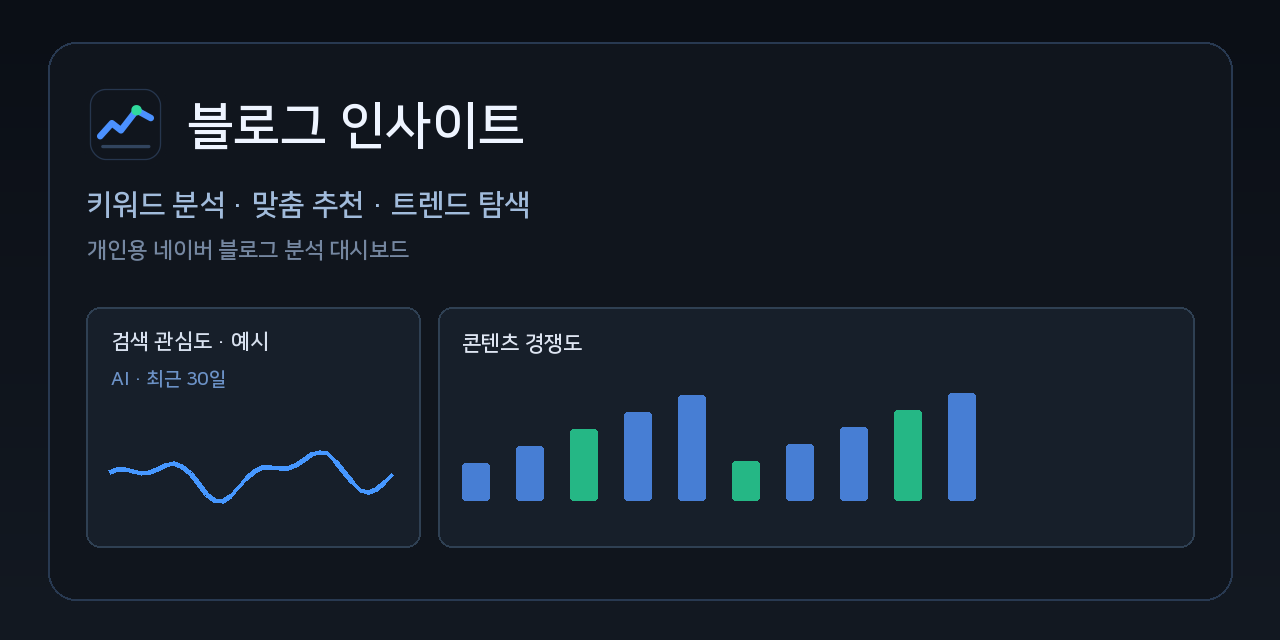 블로그 인사이트
키워드 분석 · 맞춤 추천 · 트렌드 탐색
개인용 네이버 블로그 분석 대시보드
검색 관심도 · 예시
AI · 최근 30일
콘텐츠 경쟁도